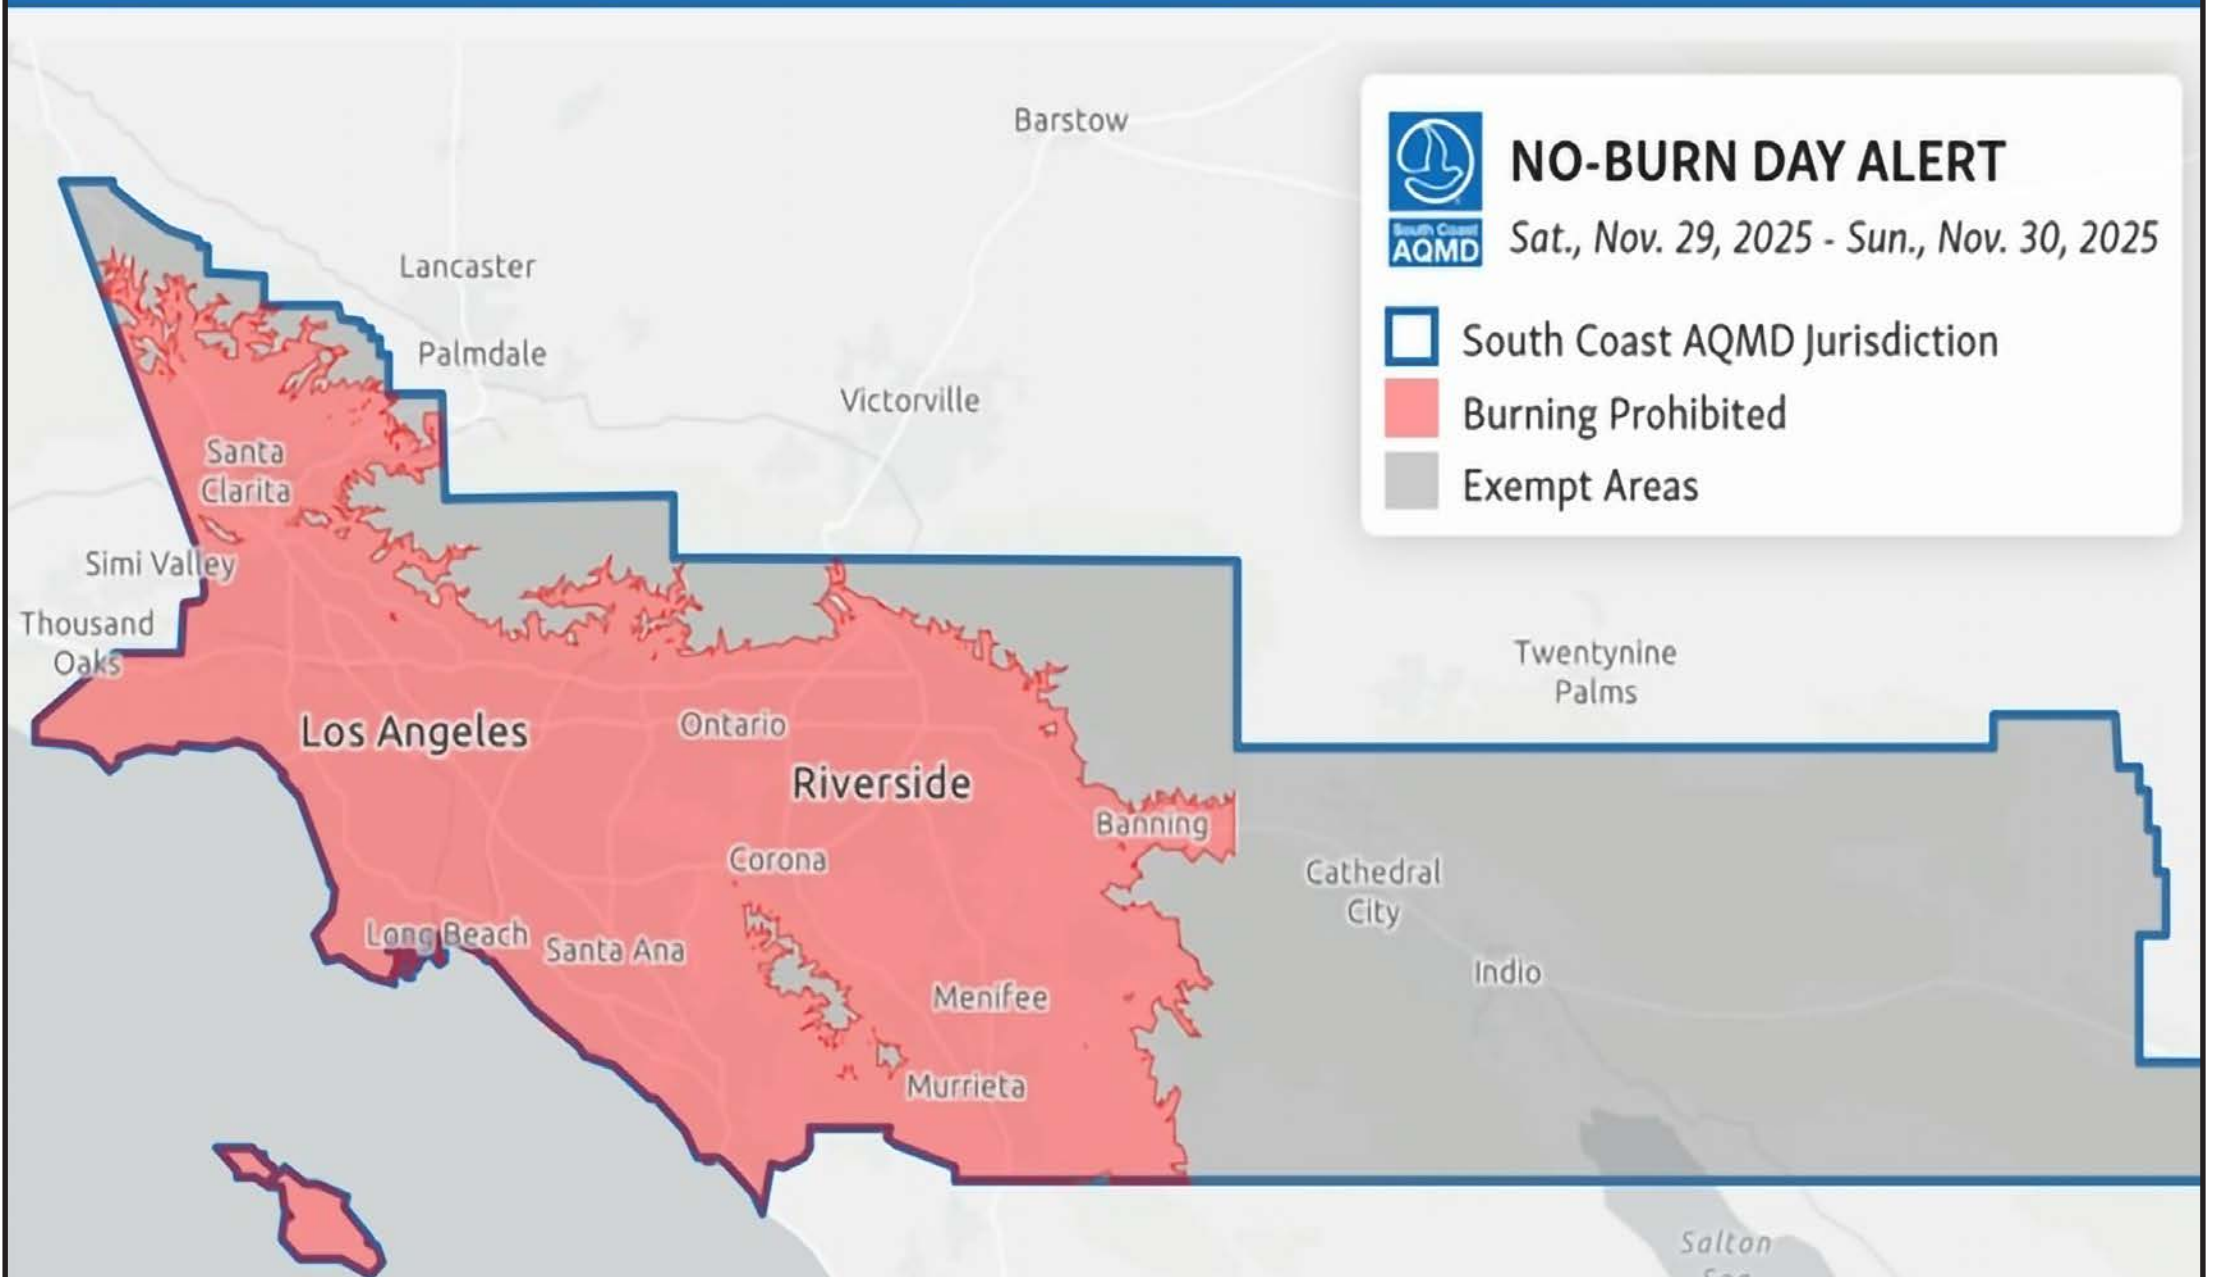 Barstow
NO-BURN DAY ALERT
South Coast
AQMD
Sat., Nov. 29, 2025 - Sun., Nov. 30, 2025
South Coast AQMD Jurisdiction
Burning Prohibited
Exempt Areas
Lancaster
Palmdale
Victorville
Santa
Clarita
Simi Valley
Thousand
Oaks
Twentynine
Palms
Los Angeles
Ontario
Riverside
Banning
Corona
Cathedral
City
Long Beach
Santa Ana
Indio
Menifee
Murrieta
Salton